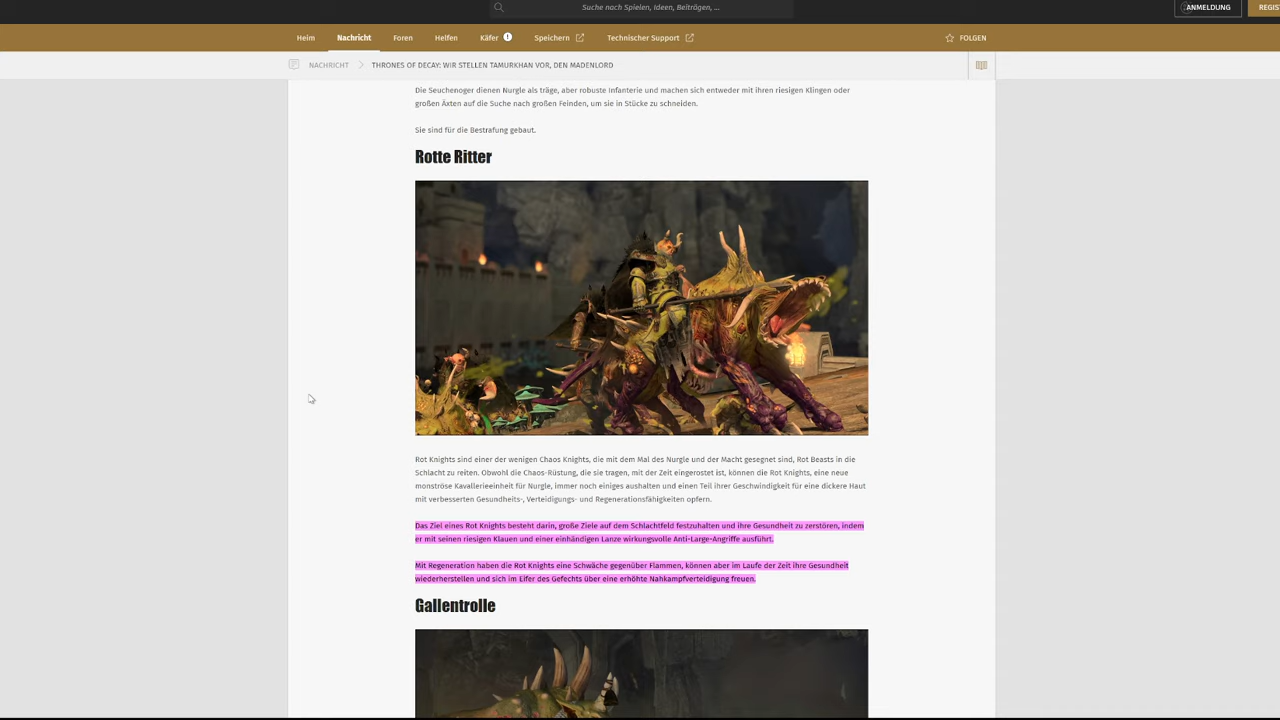 Suche nach Spielen, Ideen, Beiträgen, ...
ANMELDUNG
REGIS
Heim
Nachricht
Foren
Helfen
Käfer
Speichern
Technischer Support
FOLGEN
NACHRICHT
THRONES OF DECAY: WIR STELLEN TAMURKHAN VOR, DEN MADENLORD
Die Seuchenoger dienen Nurgle als träge, aber robuste Infanterie und machen sich entweder mit ihren riesigen Klingen oder
großen Äxten auf die Suche nach großen Feinden, um sie in Stücke zu schneiden.
Sie sind für die Bestrafung gebaut.
Rotte Ritter
Rot Knights sind einer der wenigen Chaos Knights, die mit dem Mal des Nurgle und der Macht gesegnet sind, Rot Beasts in die
Schlacht zu reiten. Obwohl die Chaos-Rüstung, die sie tragen, mit der Zeit eingerostet ist, können die Rot Knights, eine neue
monströse Kavallerieeinheit für Nurgle, immer noch einiges aushalten und einen Teil ihrer Geschwindigkeit für eine dickere Haut
mit verbesserten Gesundheits-, Verteidigungs- und Regenerationsfähigkeiten opfern.
Das Ziel eines Rot Knights besteht darin, große Ziele auf dem Schlachtfeld festzuhalten und ihre Gesundheit zu zerstören, indem
er mit seinen riesigen Klauen und einer einhändigen Lanze wirkungsvolle Anti-Large-Angriffe ausführt.
Mit Regeneration haben die Rot Knights eine Schwäche gegenüber Flammen, können aber im Laufe der Zeit ihre Gesundheit
wiederherstellen und sich im Eifer des Gefechts über eine erhöhte Nahkampfverteidigung freuen.
Gallentrolle